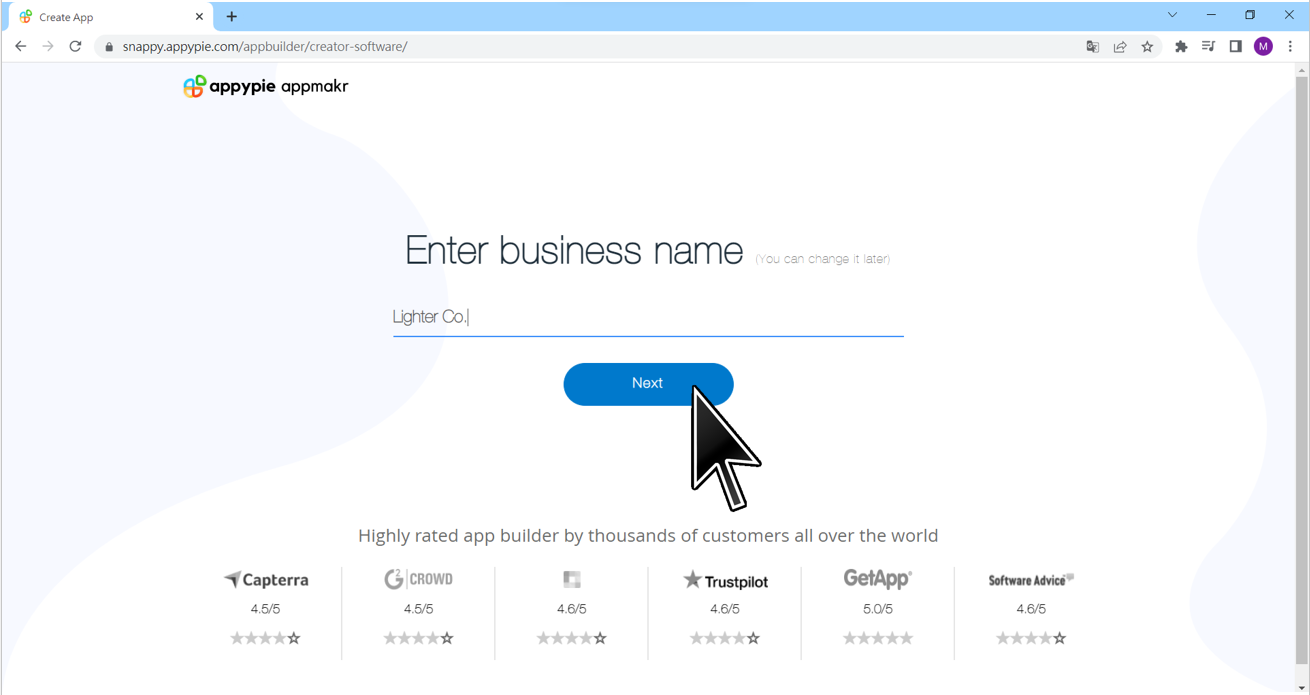 Create App
snappy.appypie.com/appbuilder/creator-software/
M
appypie appmakr
Enter business name (You can change it later)
Lighter Co.
Next
Highly rated app builder by thousands of customers all over the world
Capterra
G2 CROWD
Trustpilot
GetApp
Software Advice
4.5/5
4.5/5
4.6/5
4.6/5
5.0/5
4.6/5